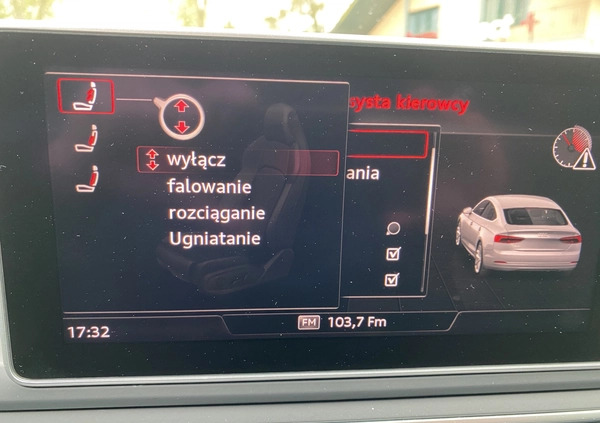 ysta kierowcy
wyłącz
ania
falowanie
rozciąganie
Ugniatanie
17:32
FM 103,7 Fm